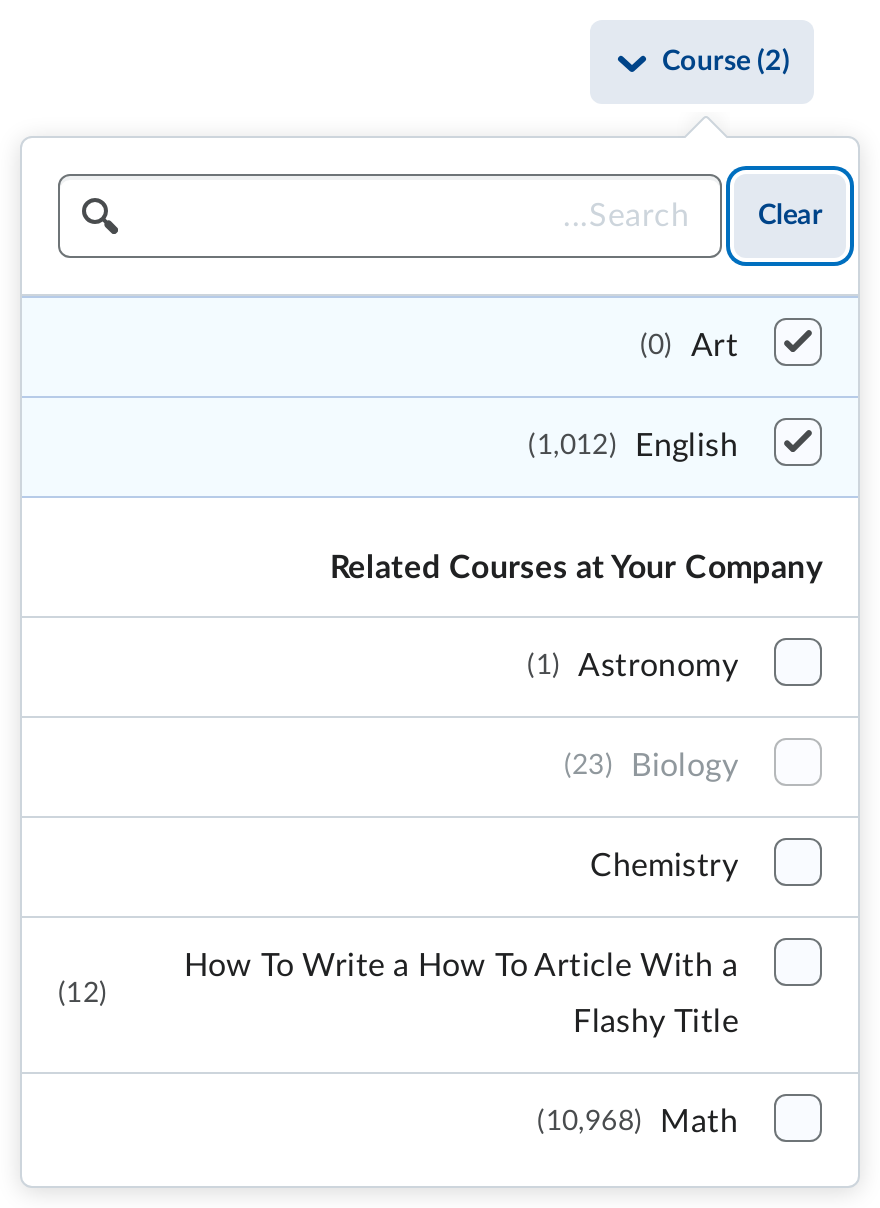 Course (2)
...Search
Clear
Art (0)
English (1,012)
Related Courses at Your Company
Astronomy (1)
Biology (23)
Chemistry
How To Write a How To Article With a
Flashy Title
(12)
Math (10,968)